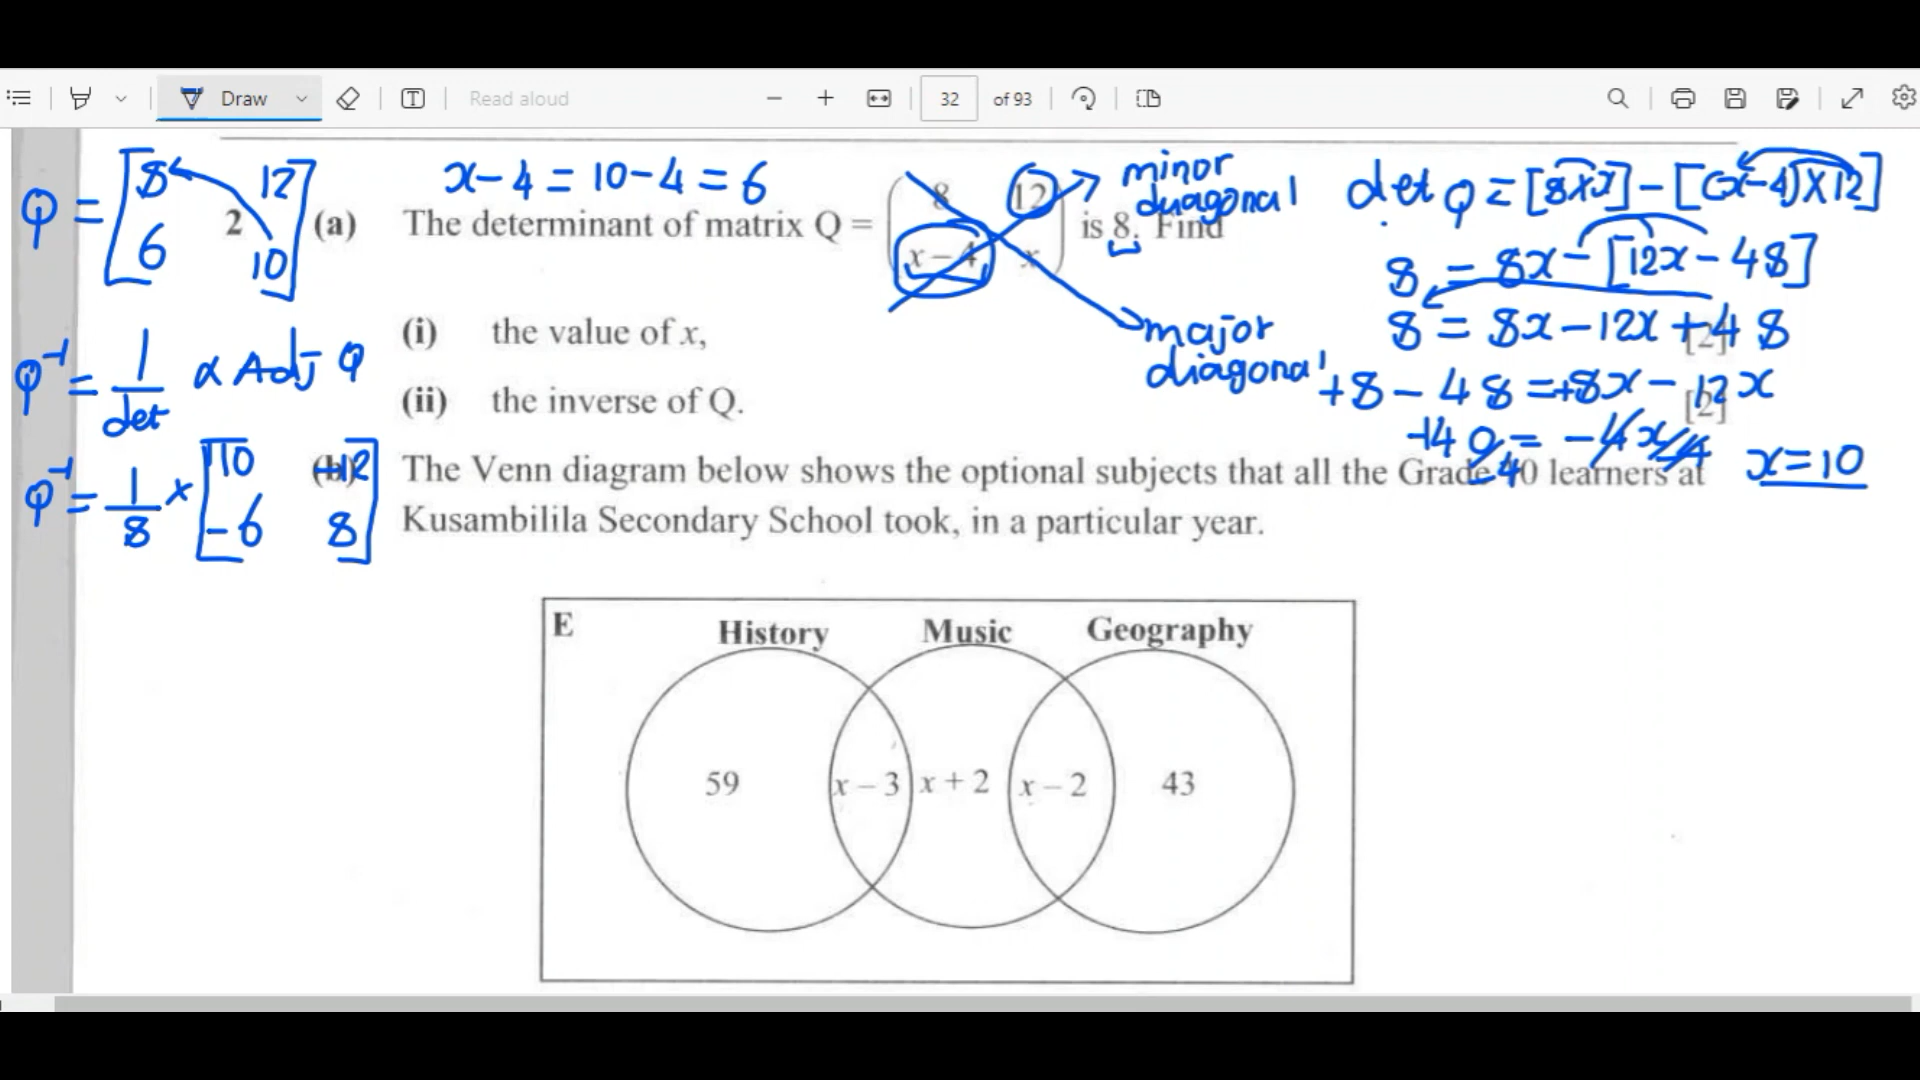 Draw
Read aloud
32 of 93
Q = [8 12
6 10]
x-4 = 10-4 = 6
2 (a) The determinant of matrix Q = (8 12
x – 4 x) is 8. Find
minor
diagonal
major
diagonal
(i) the value of x, [2]
(ii) the inverse of Q. [2]
det Q = [8×x] - [(x-4)×12]
8 = 8x - [12x - 48]
8 = 8x - 12x + 48
+8 - 48 = +8x - 12x
x = 10
Q⁻¹ = 1/det × Adj Q
Q⁻¹ = 1/8 × [10 -12
-6 8]
(b) The Venn diagram below shows the optional subjects that all the Grade 10 learners at
Kusambilila Secondary School took, in a particular year.
E
History Music Geography
59 x – 3 x + 2 x – 2 43